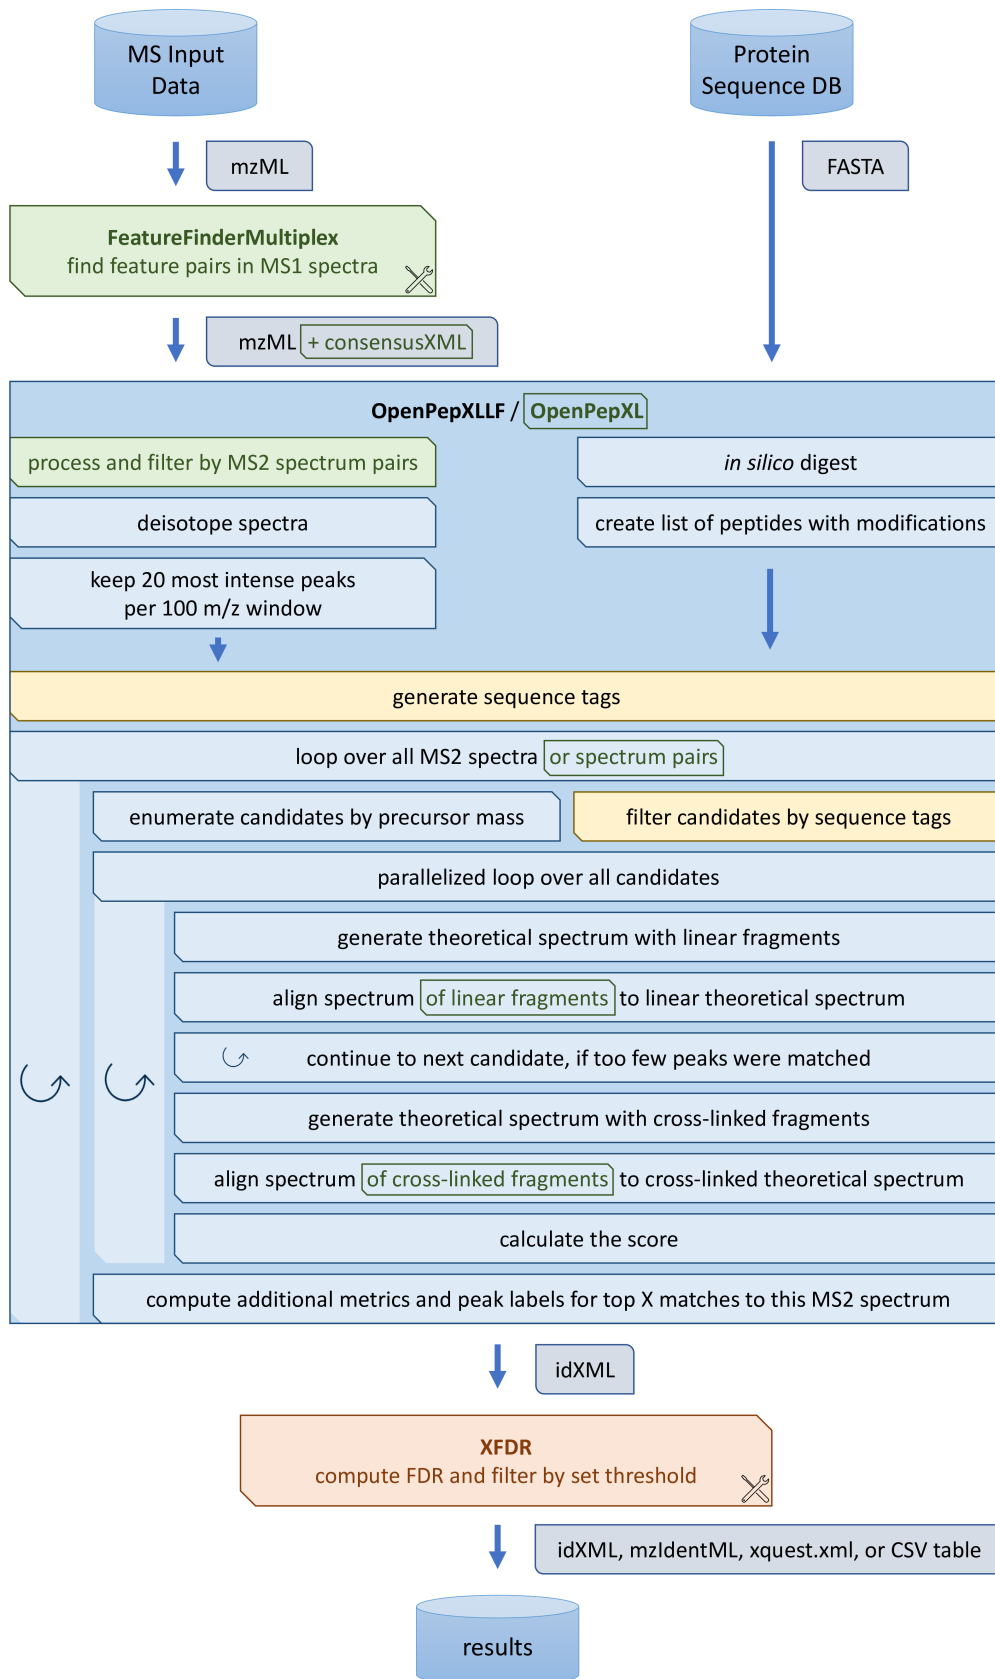 MS Input
Data
Protein
Sequence DB
mzML
FASTA
FeatureFinderMultiplex
find feature pairs in MS1 spectra
mzML + consensusXML
OpenPepXLLF / OpenPepXL
process and filter by MS2 spectrum pairs
in silico digest
deisotope spectra
create list of peptides with modifications
keep 20 most intense peaks
per 100 m/z window
generate sequence tags
loop over all MS2 spectra or spectrum pairs
enumerate candidates by precursor mass
filter candidates by sequence tags
parallelized loop over all candidates
generate theoretical spectrum with linear fragments
align spectrum of linear fragments to linear theoretical spectrum
continue to next candidate, if too few peaks were matched
generate theoretical spectrum with cross-linked fragments
align spectrum of cross-linked fragments to cross-linked theoretical spectrum
calculate the score
compute additional metrics and peak labels for top X matches to this MS2 spectrum
idXML
XFDR
compute FDR and filter by set threshold
idXML, mzIdentML, xquest.xml, or CSV table
results